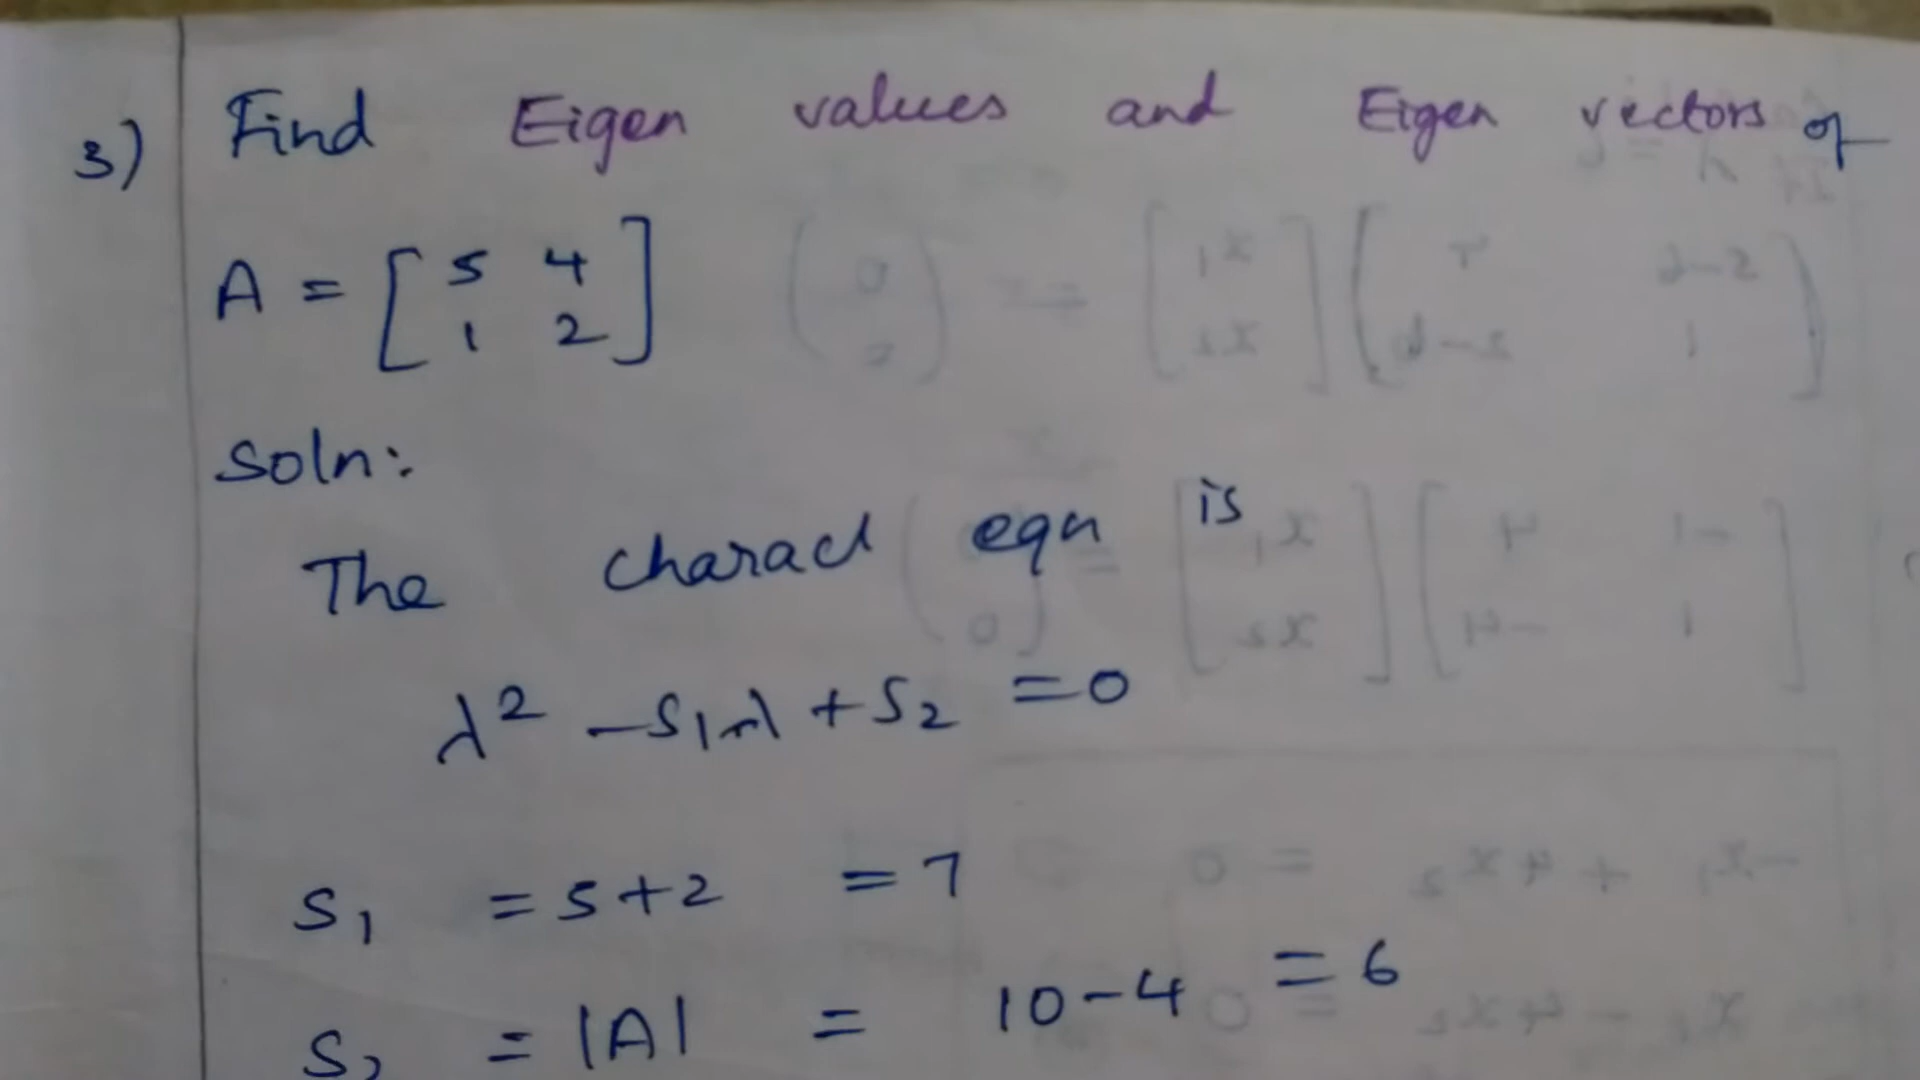 3) Find Eigen values and Eigen vectors of
A = [ 5 4
1 2 ]
Soln:
The charact eqn is
λ² - S₁λ + S₂ = 0
S₁ = 5+2 = 7
S₂ = |A| = 10-4 = 6